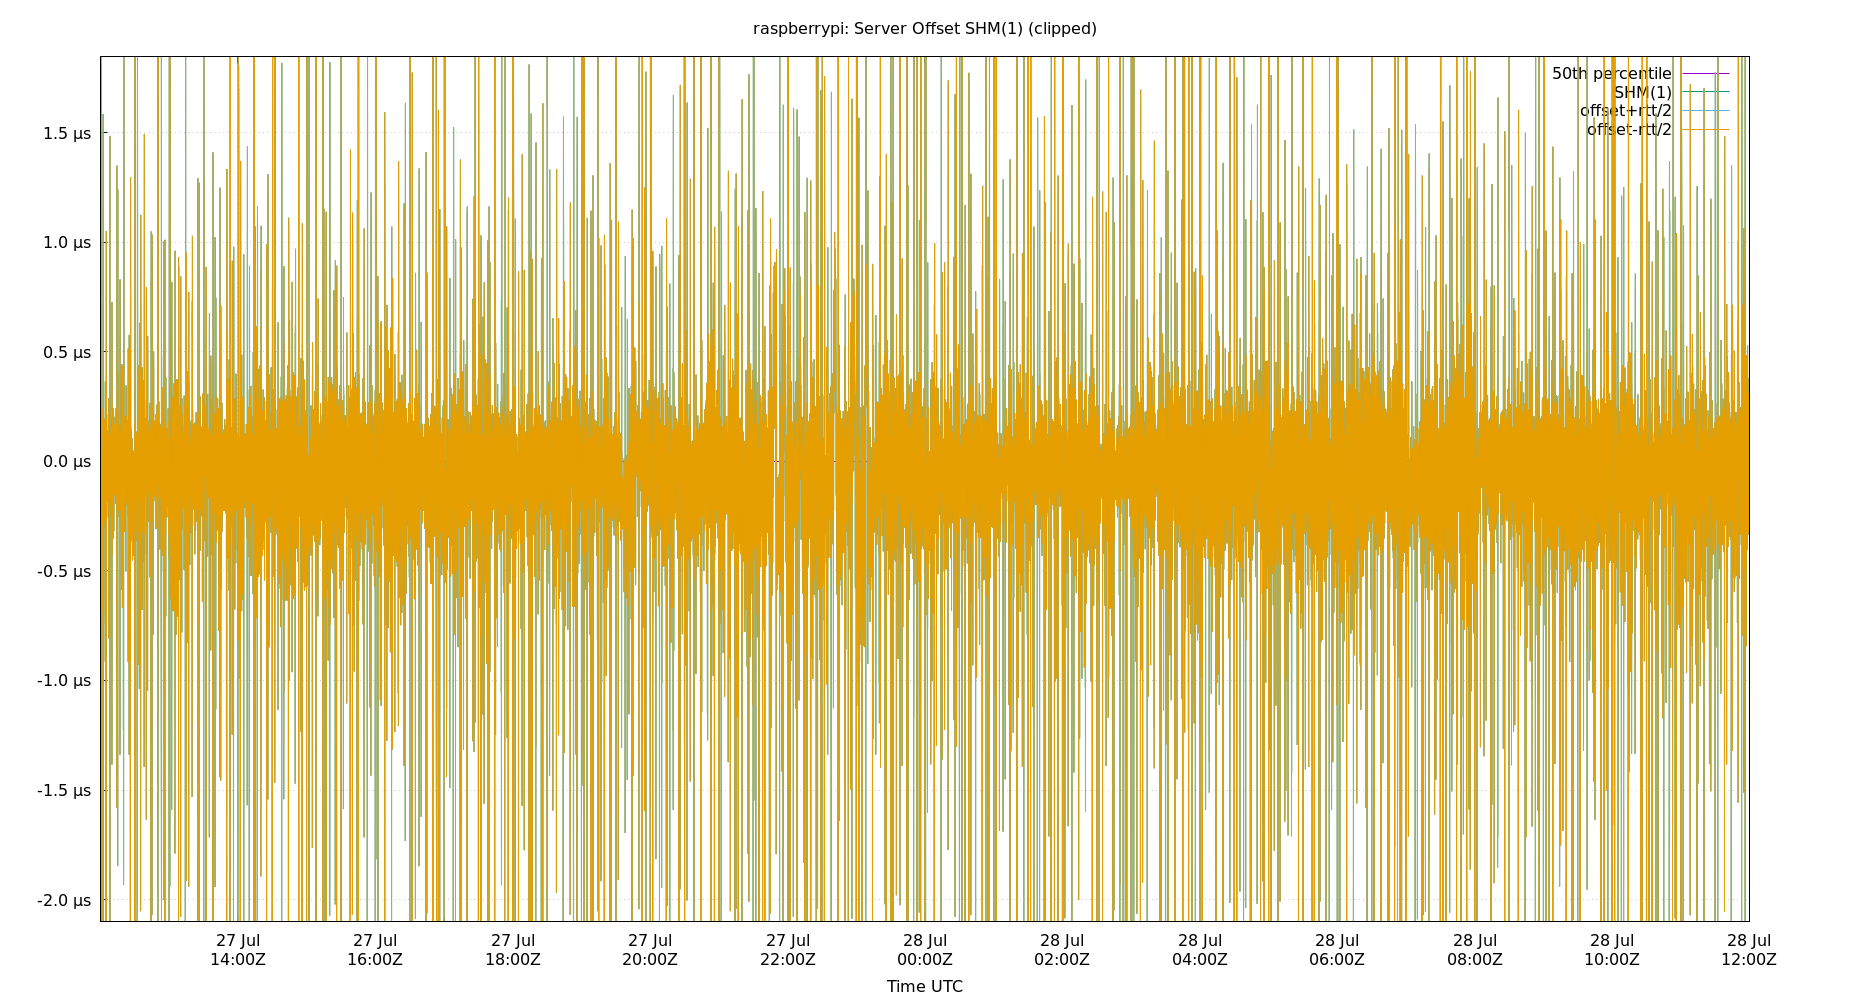 raspberrypi: Server Offset SHM(1) (clipped)
50th percentile
SHM(1)
offset+rtt/2
offset-rtt/2
1.5 µs
1.0 µs
0.5 µs
0.0 µs
-0.5 µs
-1.0 µs
-1.5 µs
-2.0 µs
27 Jul 27 Jul 27 Jul 27 Jul 27 Jul 28 Jul 28 Jul 28 Jul 28 Jul 28 Jul 28 Jul 28 Jul
14:00Z 16:00Z 18:00Z 20:00Z 22:00Z 00:00Z 02:00Z 04:00Z 06:00Z 08:00Z 10:00Z 12:00Z
Time UTC